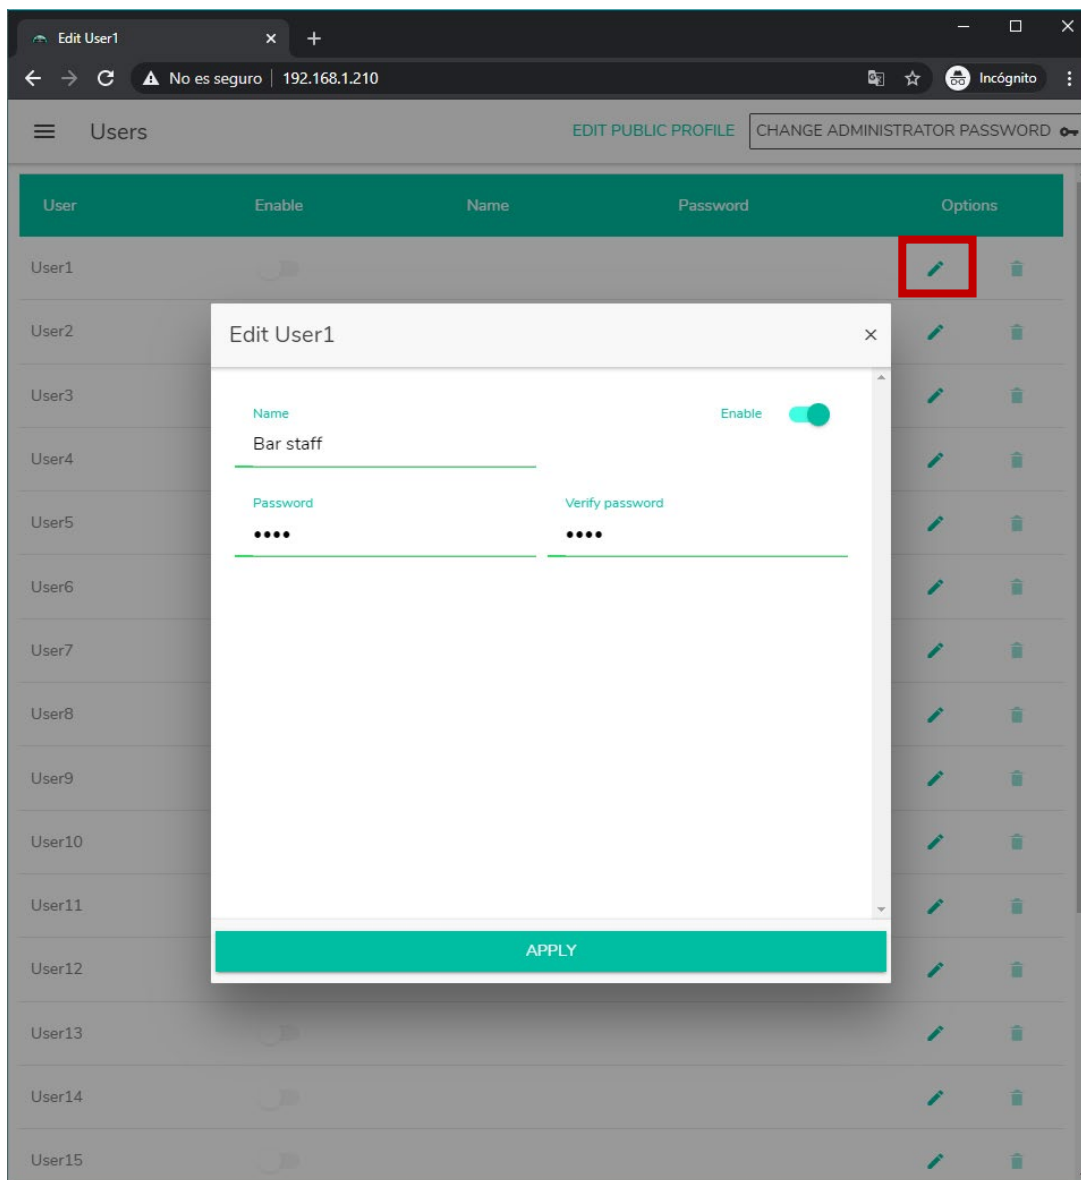 Edit User1
No es seguro | 192.168.1.210
Incógnito
Users
EDIT PUBLIC PROFILE
CHANGE ADMINISTRATOR PASSWORD
User Enable Name Password Options
User1
User2
Edit User1
User3
Name
Enable
Bar staff
User4
Password
Verify password
User5
••••
••••
User6
User7
User8
User9
User10
User11
APPLY
User12
User13
User14
User15